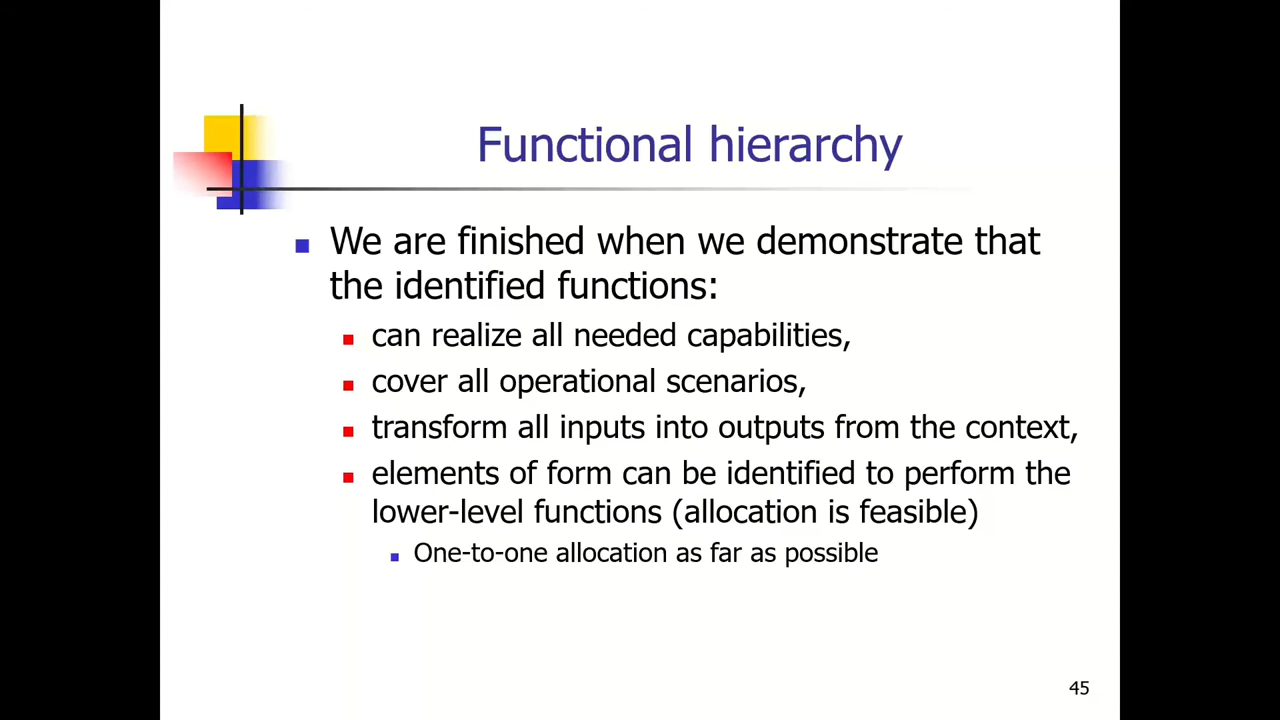 Functional hierarchy
We are finished when we demonstrate that
the identified functions:
can realize all needed capabilities,
cover all operational scenarios,
transform all inputs into outputs from the context,
elements of form can be identified to perform the
lower-level functions (allocation is feasible)
One-to-one allocation as far as possible
45